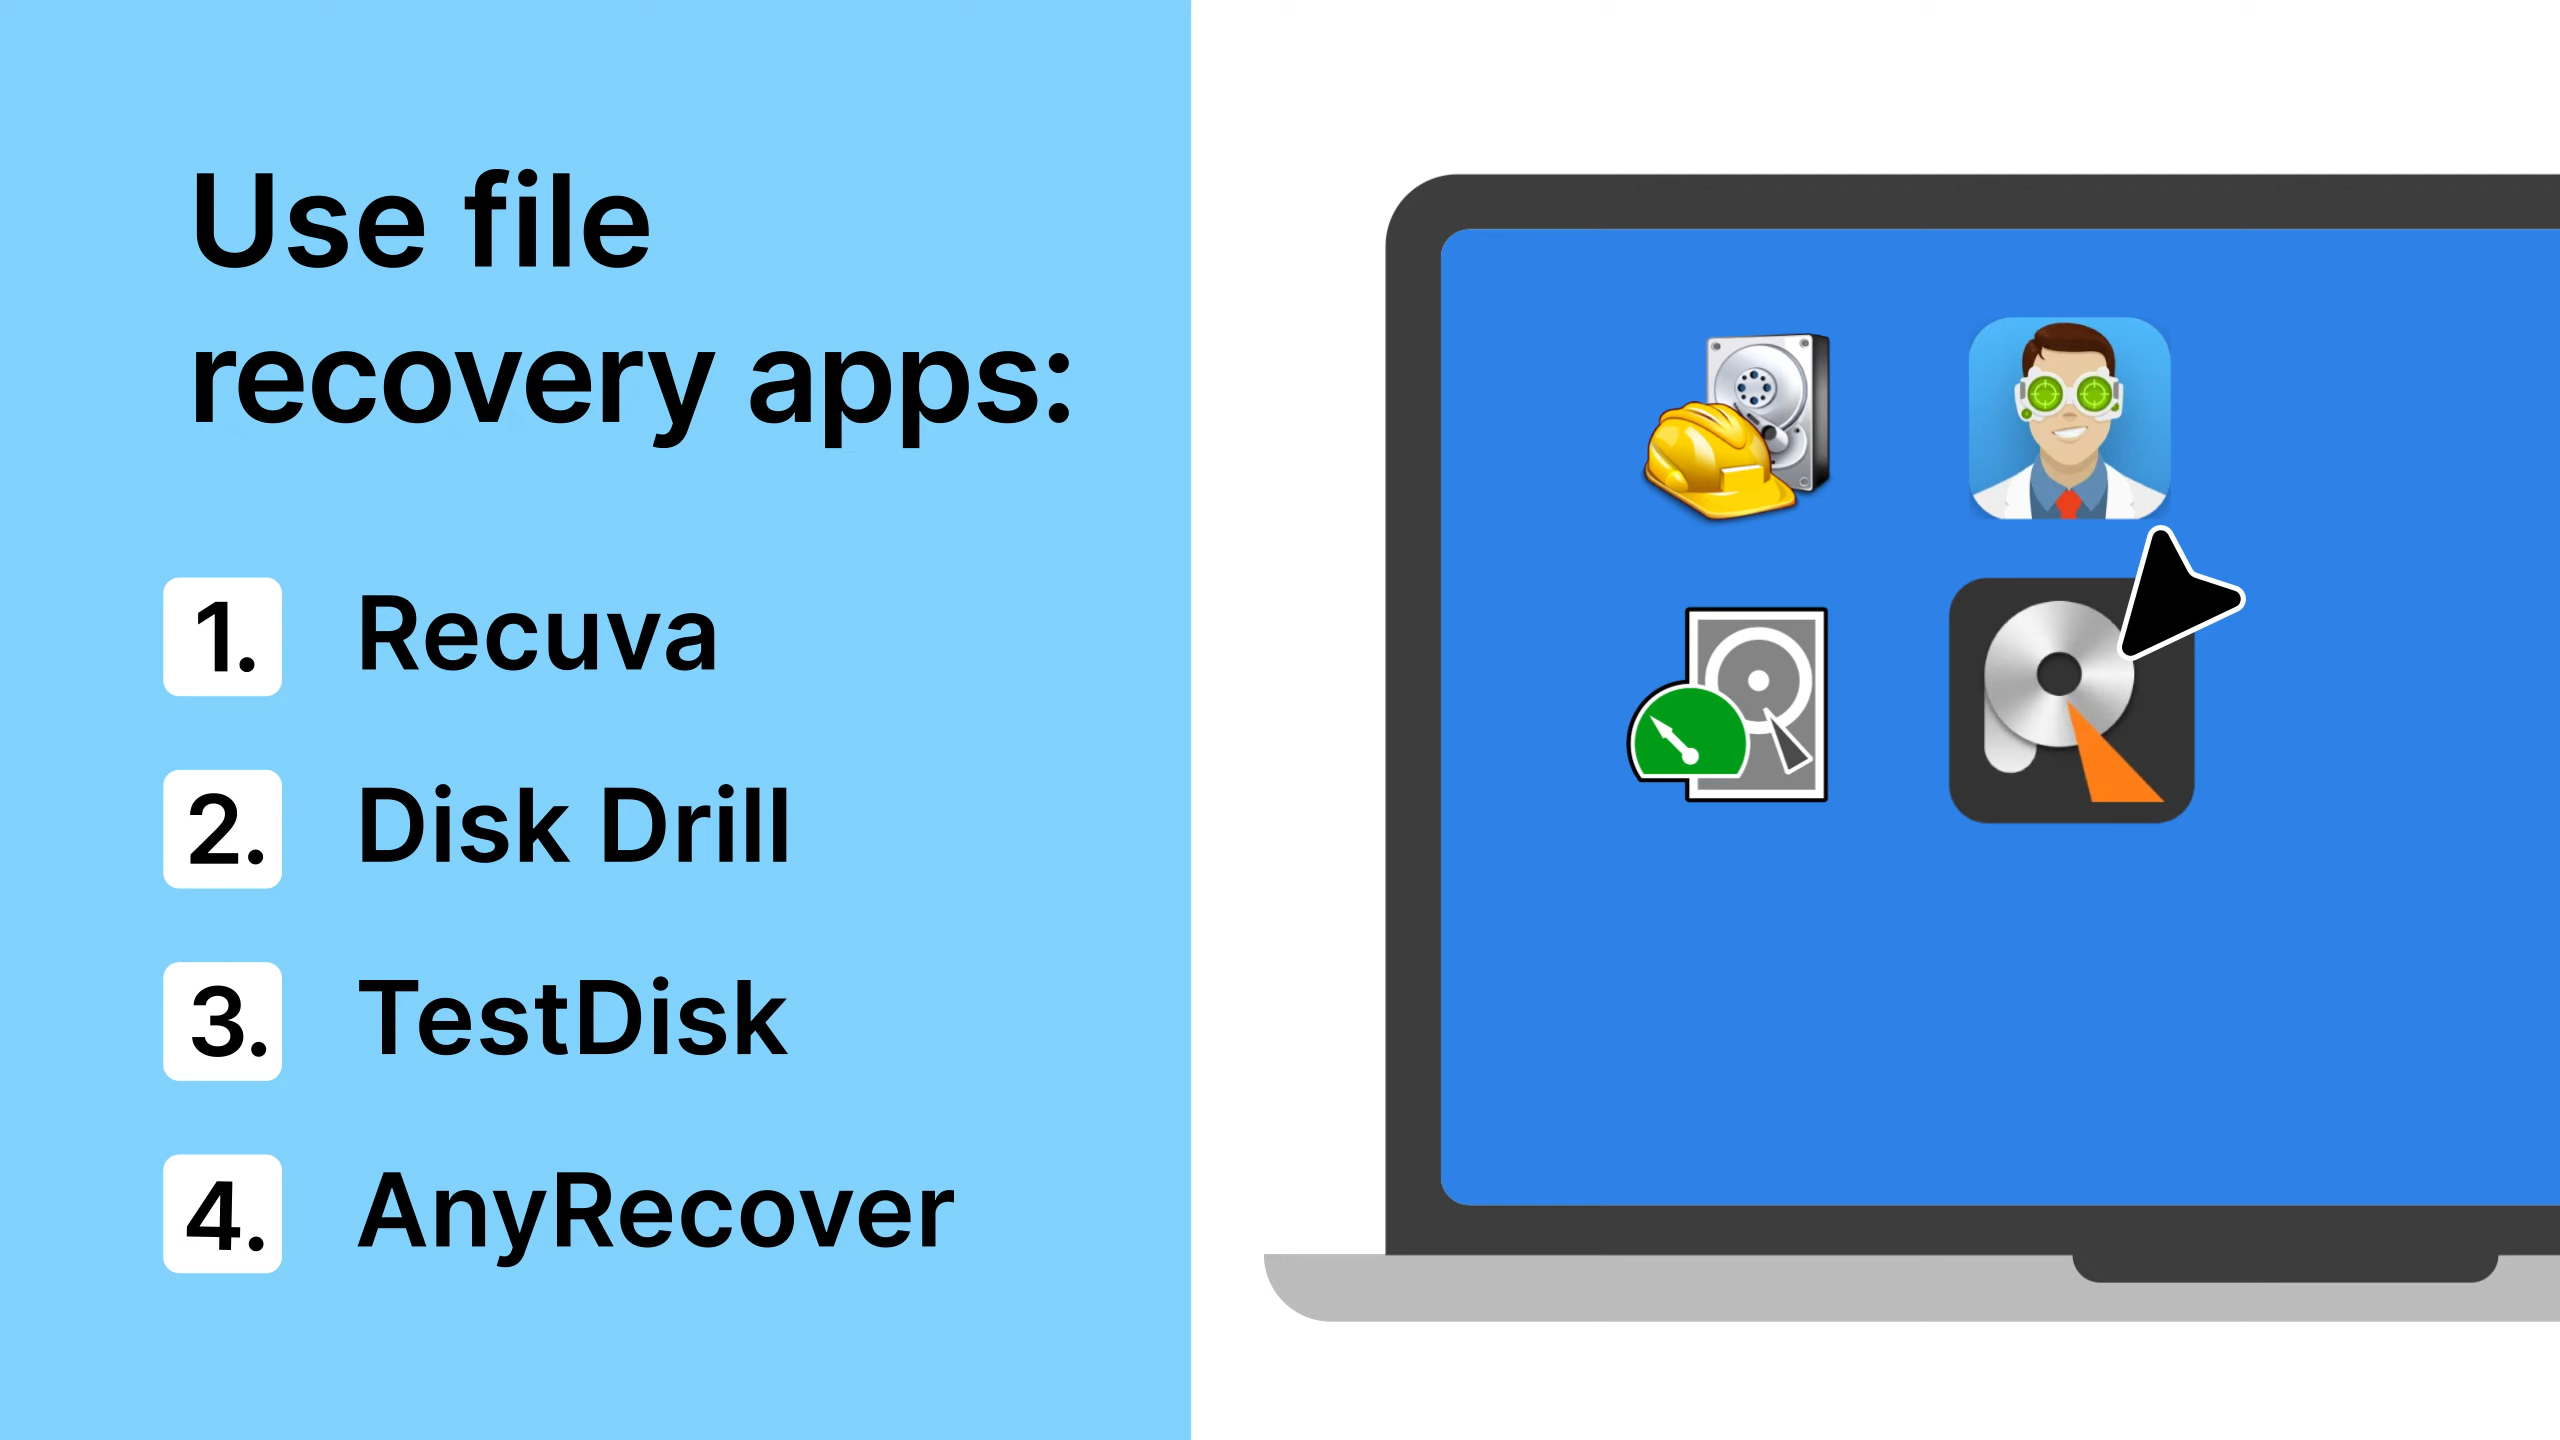 Use file
recovery apps:
1. Recuva
2. Disk Drill
3. TestDisk
4. AnyRecover